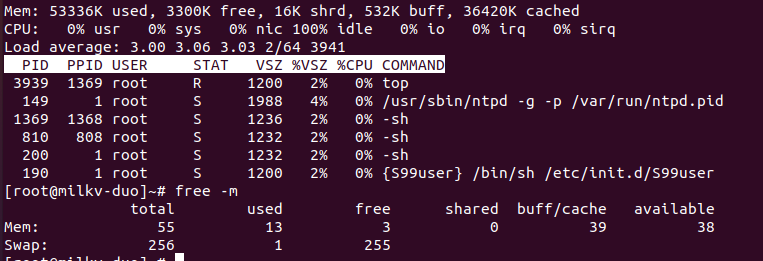 Mem: 53336K used, 3300K free, 16K shrd, 532K buff, 36420K cached
CPU:   0% usr   0% sys   0% nic 100% idle   0% io   0% irq   0% sirq
Load average: 3.00 3.06 3.03 2/64 3941
  PID  PPID USER     STAT   VSZ %VSZ %CPU COMMAND
 3939  1369 root     R     1200   2%   0% top
  149     1 root     S     1988   4%   0% /usr/sbin/ntpd -g -p /var/run/ntpd.pid
 1369  1368 root     S     1236   2%   0% -sh
  810   808 root     S     1232   2%   0% -sh
  200     1 root     S     1232   2%   0% -sh
  190     1 root     S     1200   2%   0% {S99user} /bin/sh /etc/init.d/S99user
[root@milkv-duo]~# free -m
              total        used        free      shared  buff/cache   available
Mem:             55          13           3           0          39          38
Swap:           256           1         255
[root@milkv-duo]~#